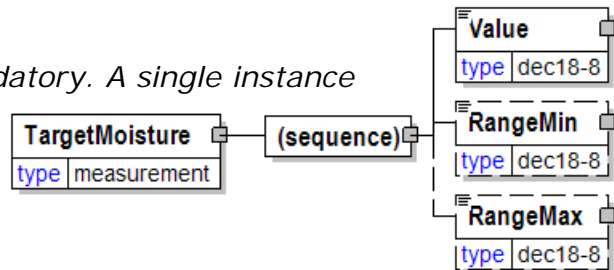 Value
type dec18-8
datory. A single instance
RangeMin
TargetMoisture (sequence)
type dec18-8
type measurement
RangeMax
type dec18-8